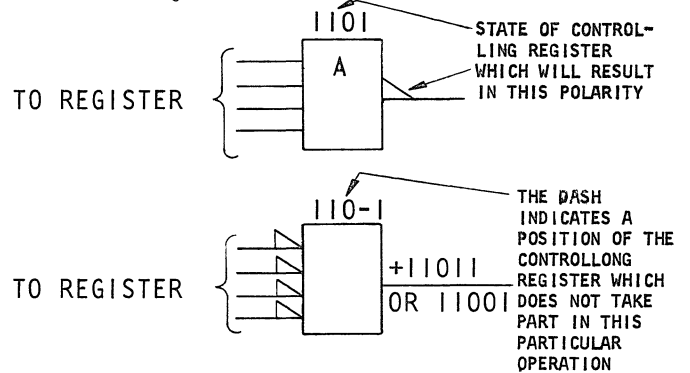 1101
STATE OF CONTROL-
LING REGISTER
WHICH WILL RESULT
IN THIS POLARITY
A
TO REGISTER
110-1
THE DASH
INDICATES A
POSITION OF THE
CONTROLLONG
REGISTER WHICH
DOES NOT TAKE
PART IN THIS
PARTICULAR
OPERATION
TO REGISTER
+11011
OR 11001